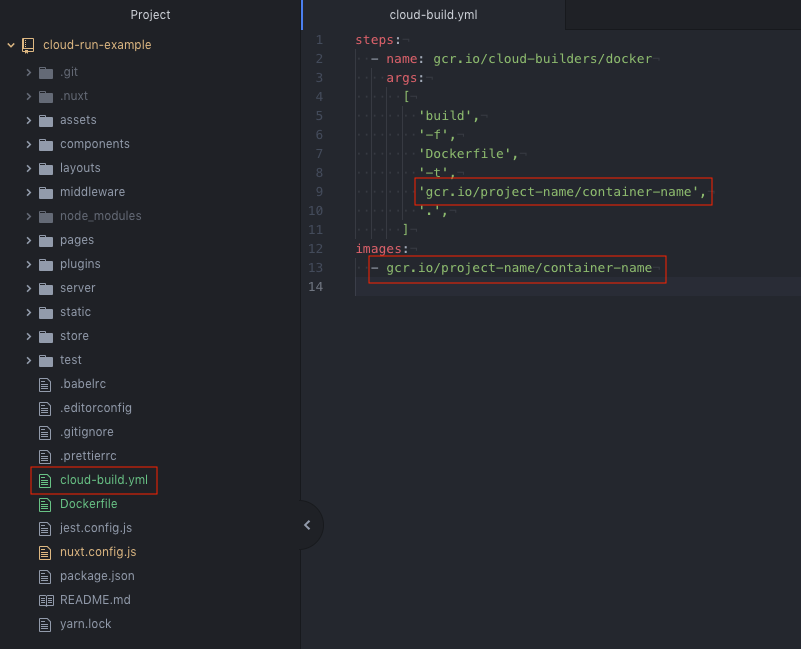 Project
cloud-run-example
.git
.nuxt
assets
components
layouts
middleware
node_modules
pages
plugins
server
static
store
test
.babelrc
.editorconfig
.gitignore
.prettierrc
cloud-build.yml
Dockerfile
jest.config.js
nuxt.config.js
package.json
README.md
yarn.lock
cloud-build.yml
1 steps:¬
2 ··- name: gcr.io/cloud-builders/docker¬
3 ····args:¬
4 ······[¬
5 ········'build',¬
6 ········'-f',¬
7 ········'Dockerfile',¬
8 ········'-t',¬
9 ········'gcr.io/project-name/container-name',¬
10 ········'.',¬
11 ······]¬
12 images:¬
13 ··- gcr.io/project-name/container-name¬
14